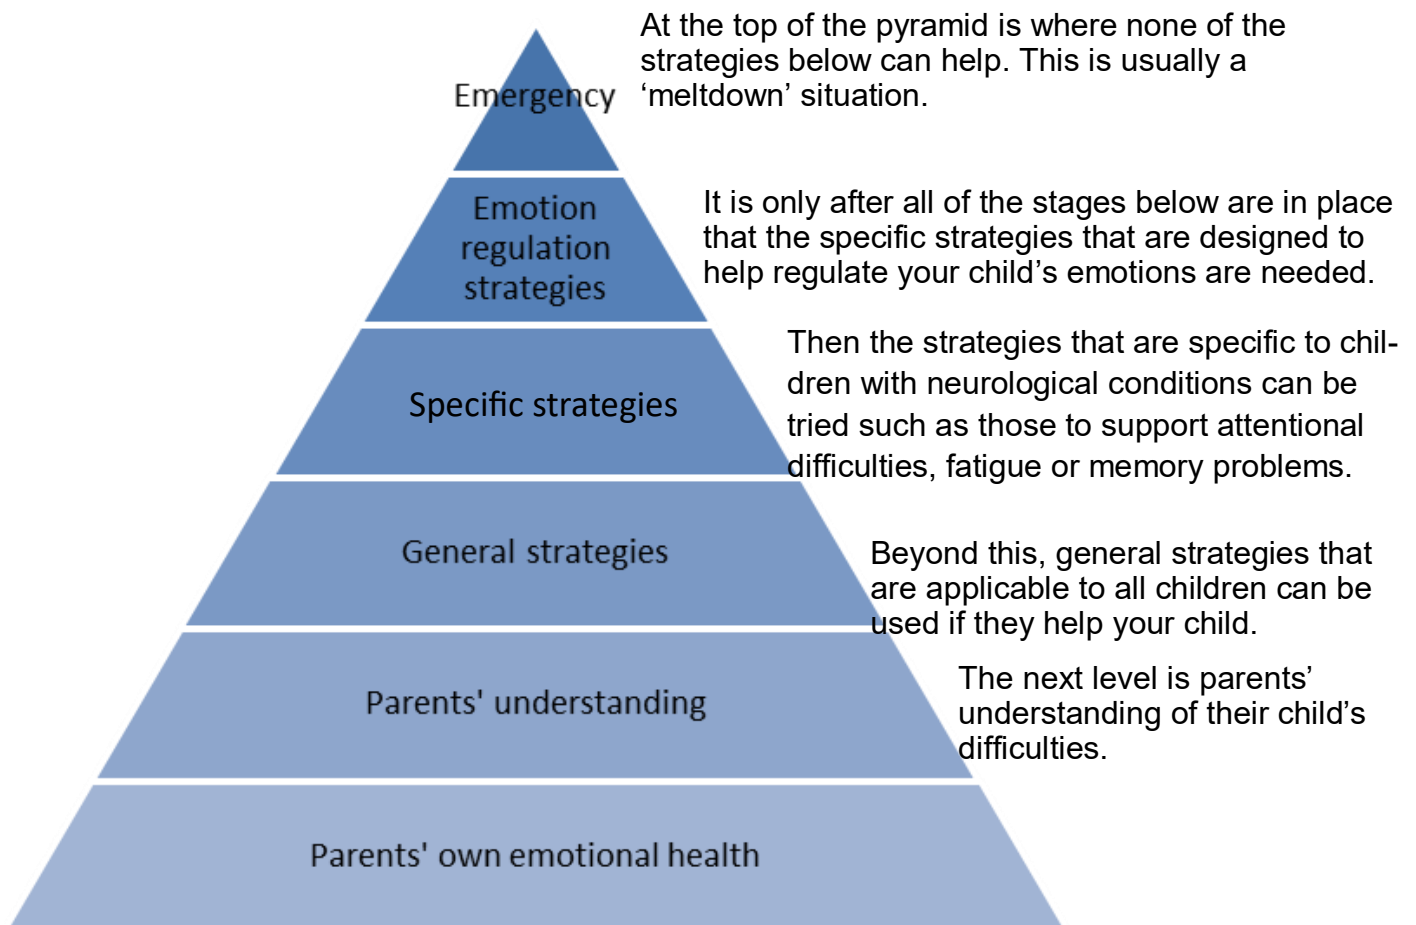 At the top of the pyramid is where none of the
strategies below can help. This is usually a
‘meltdown’ situation.
Emergency
It is only after all of the stages below are in place
that the specific strategies that are designed to
help regulate your child’s emotions are needed.
Emotion
regulation
strategies
Then the strategies that are specific to chil-
dren with neurological conditions can be
tried such as those to support attentional
difficulties, fatigue or memory problems.
Specific strategies
Beyond this, general strategies that
are applicable to all children can be
used if they help your child.
General strategies
The next level is parents’
understanding of their child’s
difficulties.
Parents' understanding
Parents' own emotional health